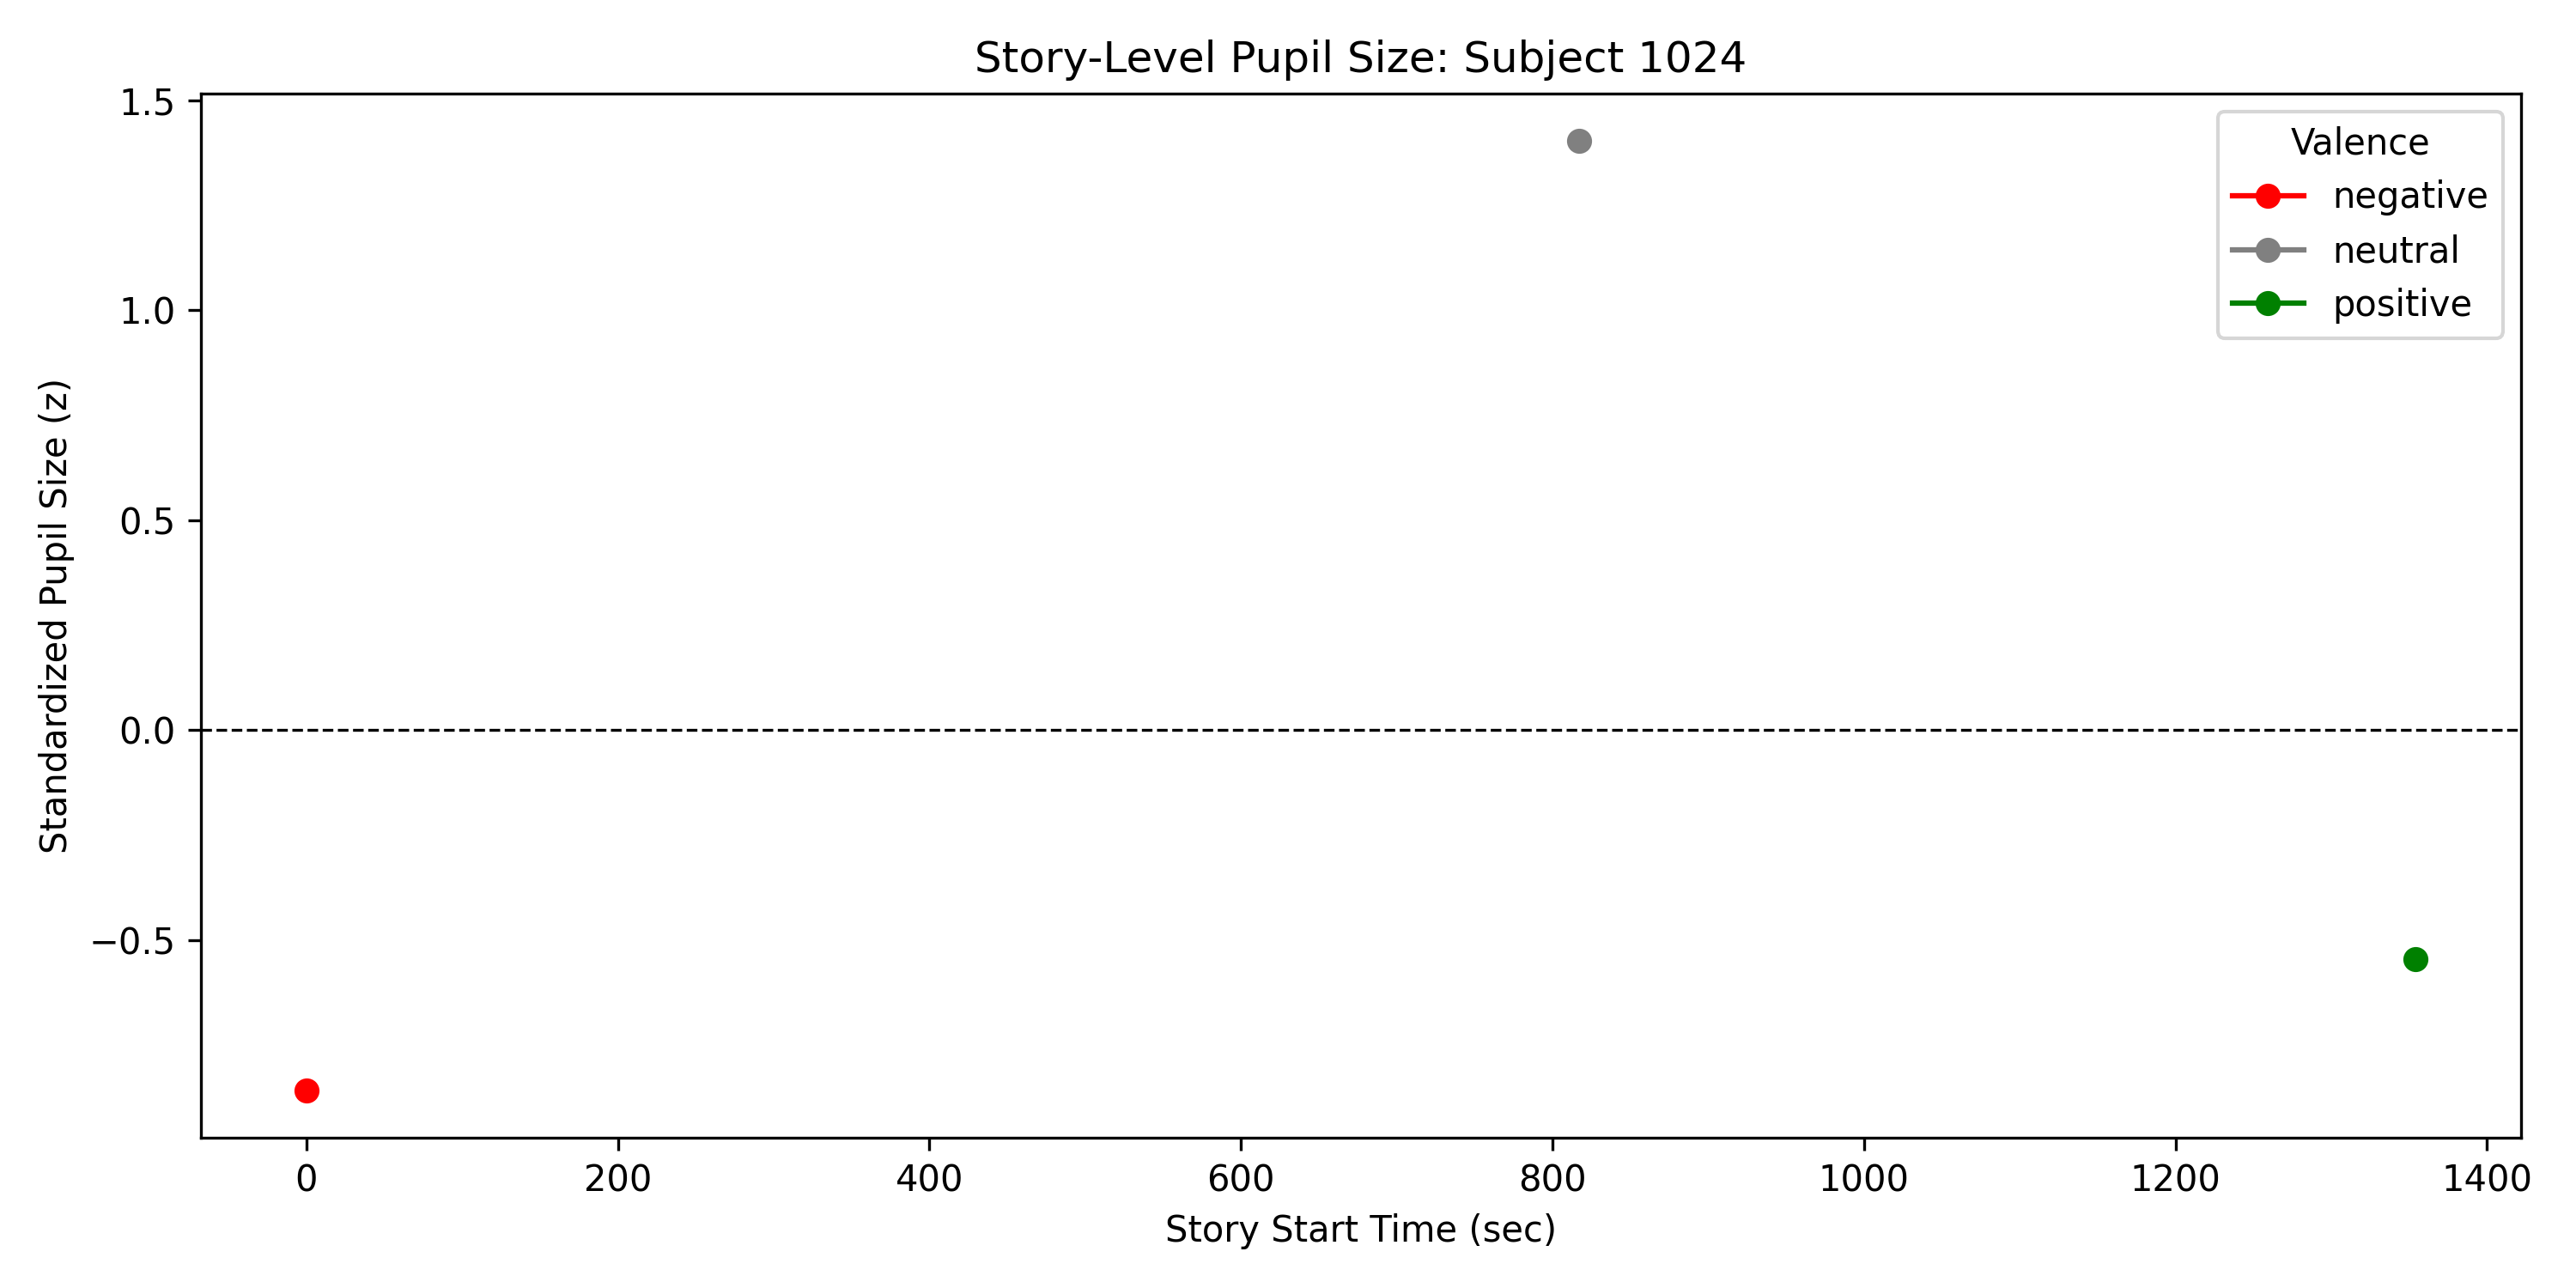 Story-Level Pupil Size: Subject 1024
Valence
negative
neutral
positive
Standardized Pupil Size (z)
1.5
1.0
0.5
0.0
−0.5
0 200 400 600 800 1000 1200 1400
Story Start Time (sec)